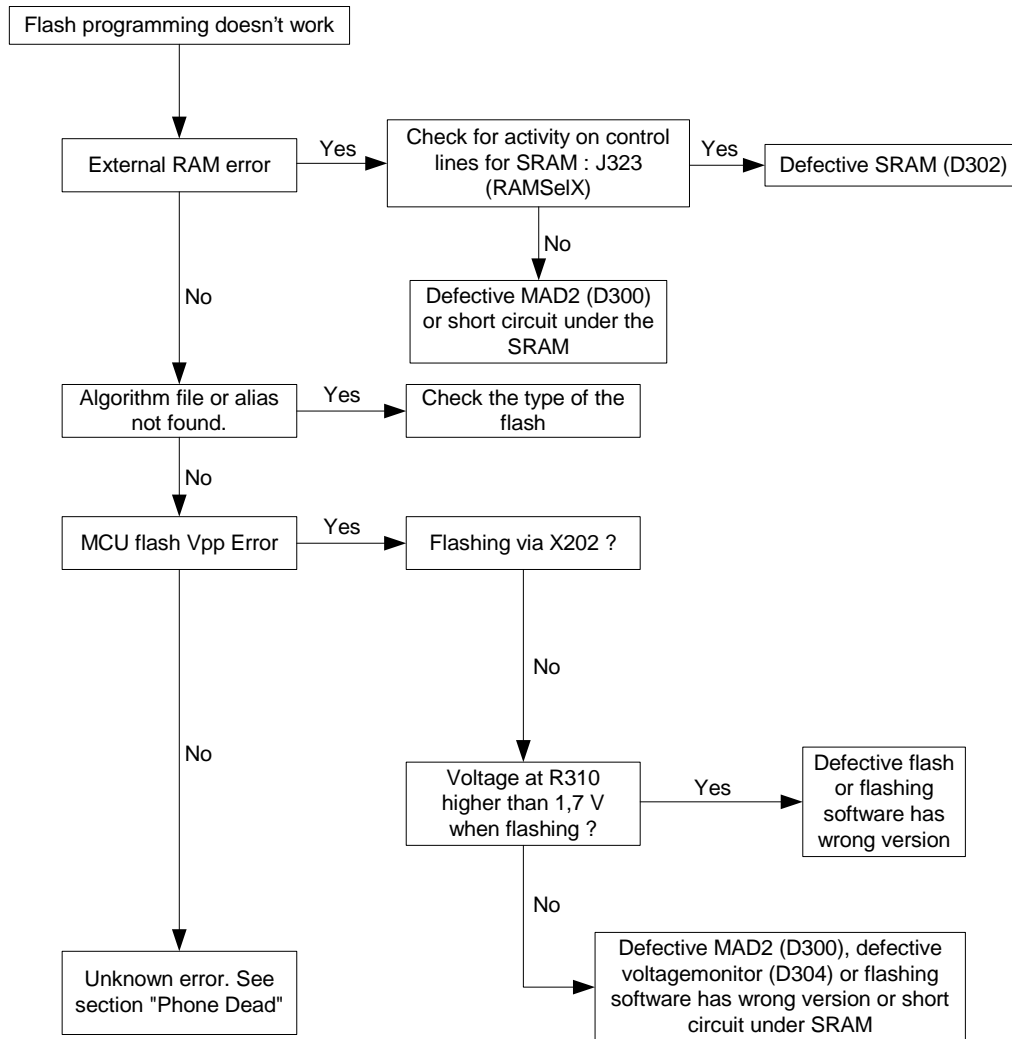 Flash programming doesn't work
External RAM error
Yes
Check for activity on control
lines for SRAM : J323
(RAMSelX)
Yes
Defective SRAM (D302)
No
Defective MAD2 (D300)
or short circuit under the
SRAM
No
Algorithm file or alias
not found.
Yes
Check the type of the
flash
No
MCU flash Vpp Error
Yes
Flashing via X202 ?
No
Voltage at R310
higher than 1,7 V
when flashing ?
Yes
Defective flash
or flashing
software has
wrong version
No
Defective MAD2 (D300), defective
voltagemonitor (D304) or flashing
software has wrong version or short
circuit under SRAM
No
Unknown error. See
section "Phone Dead"